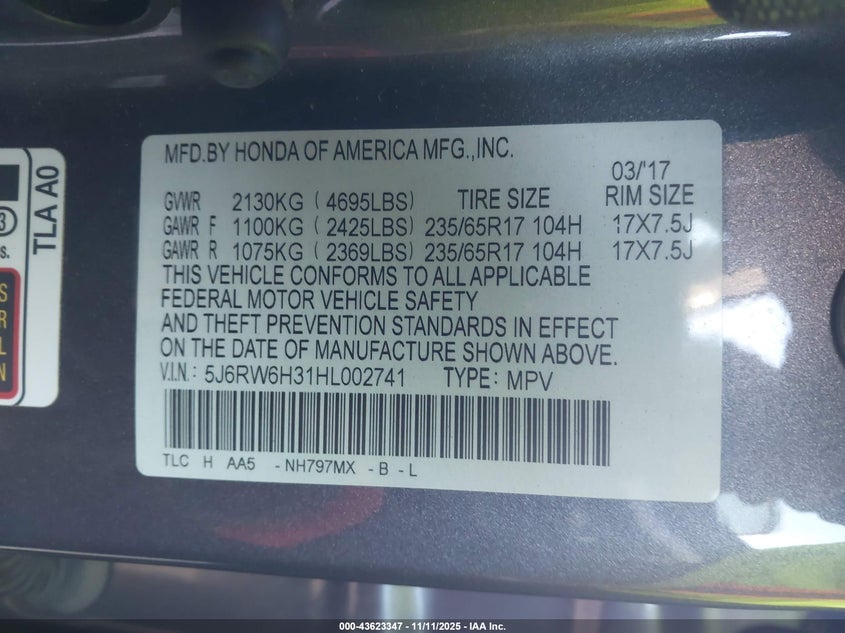 MFD.BY HONDA OF AMERICA MFG.,INC.
03/'17
GVWR 2130KG ( 4695LBS) TIRE SIZE RIM SIZE
GAWR F 1100KG ( 2425LBS) 235/65R17 104H 17X7.5J
GAWR R 1075KG ( 2369LBS) 235/65R17 104H 17X7.5J
THIS VEHICLE CONFORMS TO ALL APPLICABLE
FEDERAL MOTOR VEHICLE SAFETY
AND THEFT PREVENTION STANDARDS IN EFFECT
ON THE DATE OF MANUFACTURE SHOWN ABOVE.
V.I.N.: 5J6RW6H31HL002741 TYPE: MPV
TLC H AA5 - NH797MX - B - L
TLA A0
3
s.
S
R
L
N
000-43623347 - 11/11/2025 - IAA Inc.